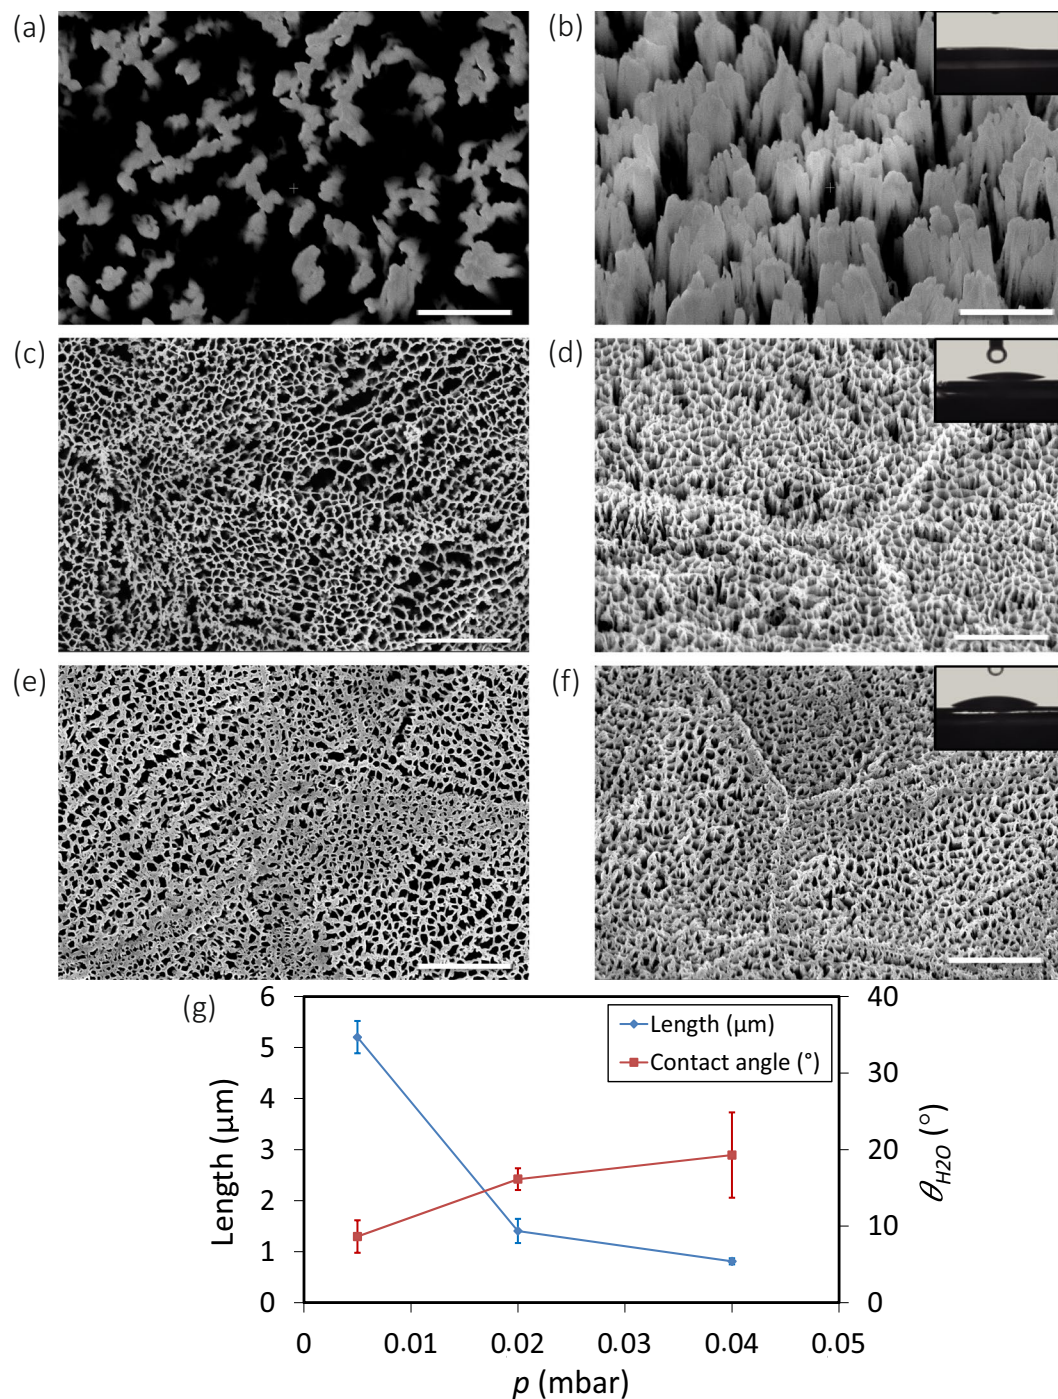 (a)
(b)
(c)
(d)
(e)
(f)
(g)
6
5
4
3
2
1
0
Length (μm)
Length (μm)
Contact angle (°)
40
30
20
10
0
θH2O (°)
0
0.01
0.02
0.03
0.04
0.05
p (mbar)